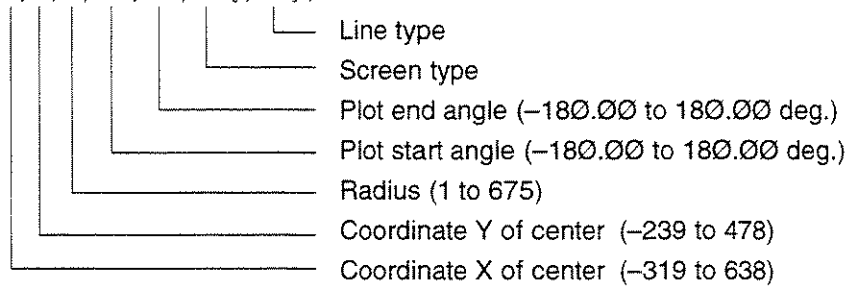 Line type
Screen type
Plot end angle (–18Ø.ØØ to 18Ø.ØØ deg.)
Plot start angle (–18Ø.ØØ to 18Ø.ØØ deg.)
Radius (1 to 675)
Coordinate Y of center (–239 to 478)
Coordinate X of center (–319 to 638)